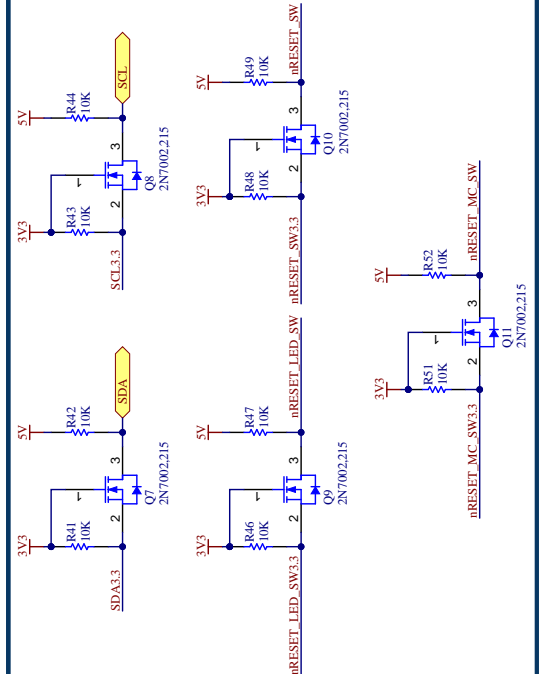 3V3
5V
R41
10K
R42
10K
SDA
SDA3.3
1
2
3
Q7
2N7002,215
3V3
5V
R43
10K
R44
10K
SCL
SCL3.3
1
2
3
Q8
2N7002,215
3V3
5V
R46
10K
R47
10K
nRESET_LED_SW3.3
nRESET_LED_SW
1
2
3
Q9
2N7002,215
3V3
5V
R48
10K
R49
10K
nRESET_SW3.3
nRESET_SW
1
2
3
Q10
2N7002,215
3V3
5V
R51
10K
R52
10K
nRESET_MC_SW3.3
nRESET_MC_SW
1
2
3
Q11
2N7002,215